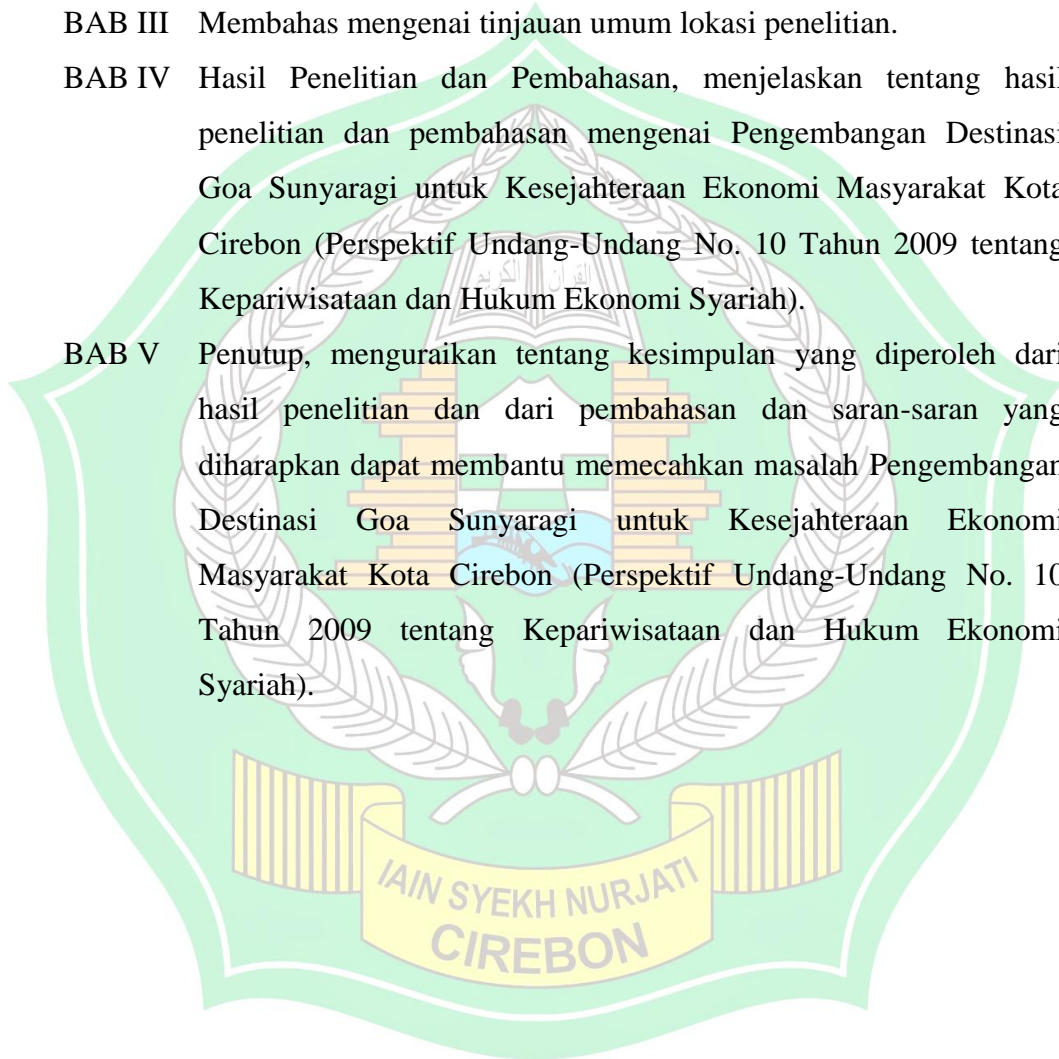 BAB III Membahas mengenai tinjauan umum lokasi penelitian.
BAB IV Hasil Penelitian dan Pembahasan, menjelaskan tentang hasil
penelitian dan pembahasan mengenai Pengembangan Destinasi
Goa Sunyaragi untuk Kesejahteraan Ekonomi Masyarakat Kota
Cirebon (Perspektif Undang-Undang No. 10 Tahun 2009 tentang
القرآن الكريم
Kepariwisataan dan Hukum Ekonomi Syariah).
BAB V Penutup, menguraikan tentang kesimpulan yang diperoleh dari
hasil penelitian dan dari pembahasan dan saran-saran yang
diharapkan dapat membantu memecahkan masalah Pengembangan
Destinasi Goa Sunyaragi untuk Kesejahteraan Ekonomi
Masyarakat Kota Cirebon (Perspektif Undang-Undang No. 10
Tahun 2009 tentang Kepariwisataan dan Hukum Ekonomi
Syariah).
IAIN SYEKH NURJATI
CIREBON